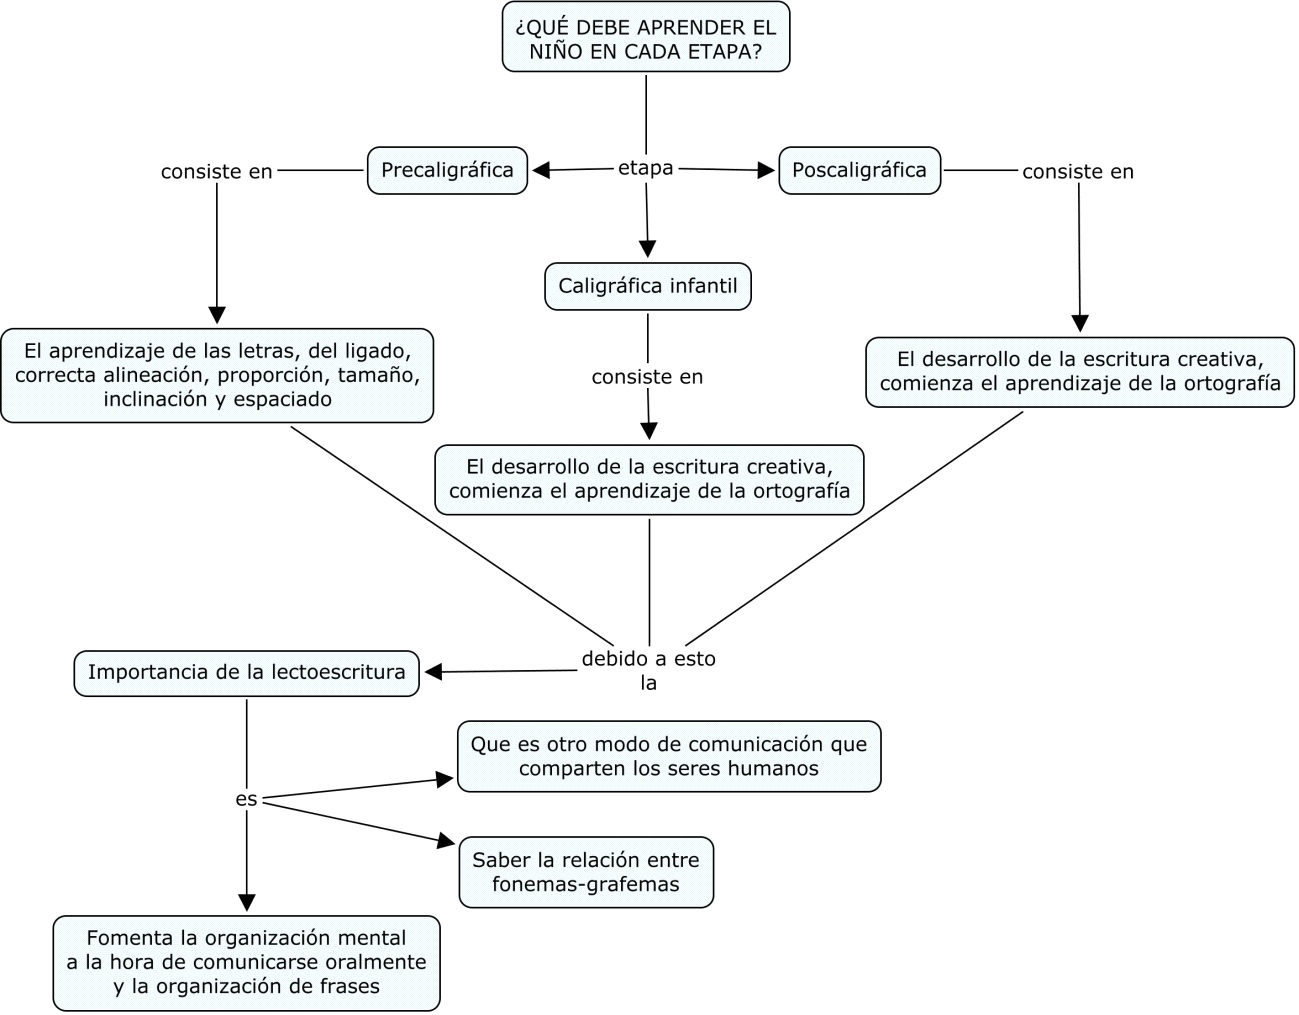 ¿QUÉ DEBE APRENDER EL
NIÑO EN CADA ETAPA?
consiste en
Precaligráfica
etapa
Poscaligráfica
consiste en
Caligráfica infantil
El aprendizaje de las letras, del ligado,
correcta alineación, proporción, tamaño,
inclinación y espaciado
consiste en
El desarrollo de la escritura creativa,
comienza el aprendizaje de la ortografía
El desarrollo de la escritura creativa,
comienza el aprendizaje de la ortografía
debido a esto
la
Importancia de la lectoescritura
Que es otro modo de comunicación que
comparten los seres humanos
es
Saber la relación entre
fonemas-grafemas
Fomenta la organización mental
a la hora de comunicarse oralmente
y la organización de frases